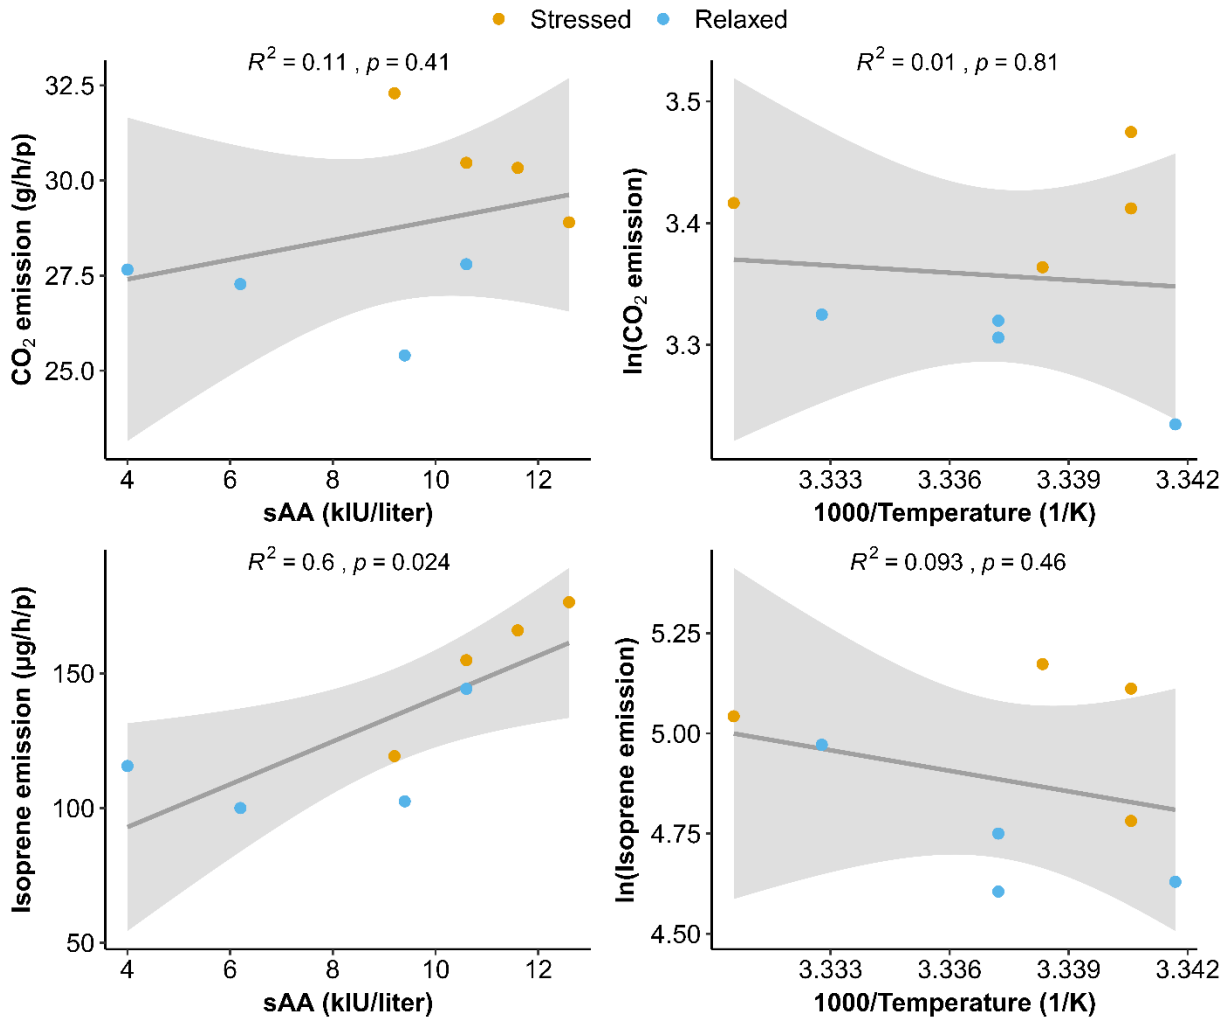 Stressed Relaxed
R² = 0.11 , p = 0.41
32.5
30.0
27.5
25.0
CO₂ emission (g/h/p)
4 6 8 10 12
sAA (kIU/liter)
R² = 0.01 , p = 0.81
3.5
3.4
3.3
ln(CO₂ emission)
3.333 3.336 3.339 3.342
1000/Temperature (1/K)
R² = 0.6 , p = 0.024
150
100
50
Isoprene emission (µg/h/p)
4 6 8 10 12
sAA (kIU/liter)
R² = 0.093 , p = 0.46
5.25
5.00
4.75
4.50
ln(Isoprene emission)
3.333 3.336 3.339 3.342
1000/Temperature (1/K)